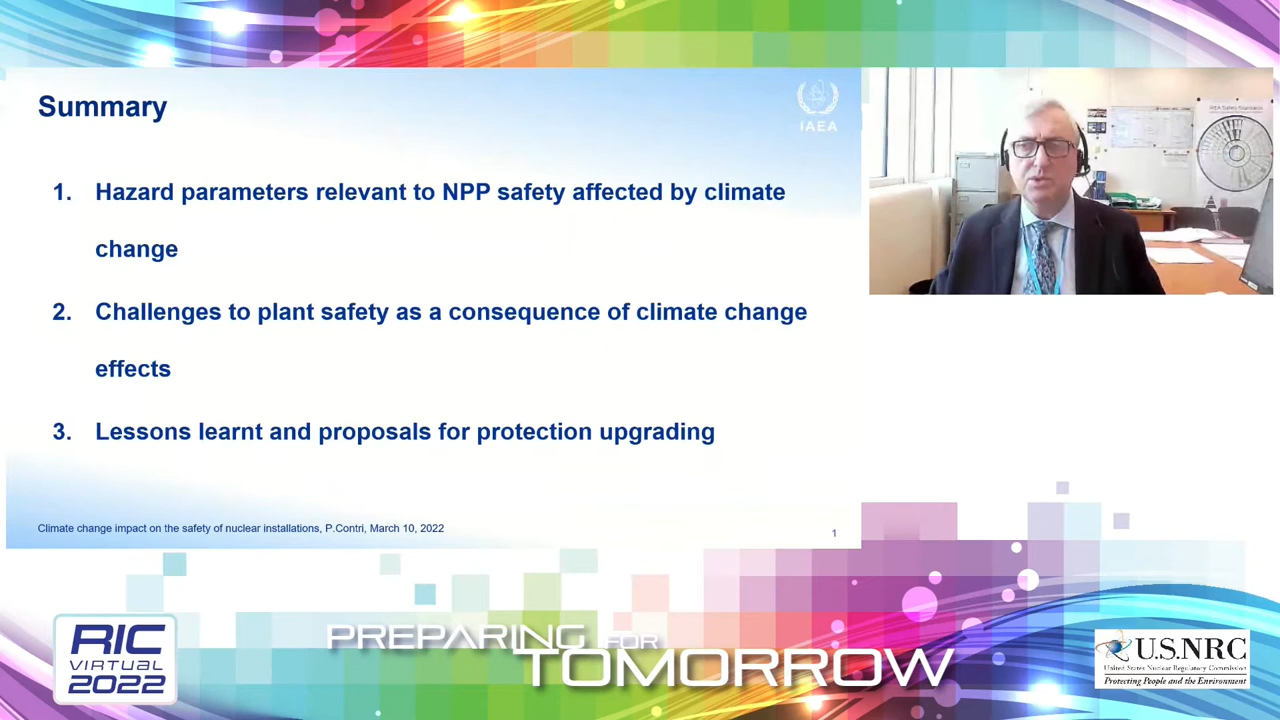 Summary
IAEA
1. Hazard parameters relevant to NPP safety affected by climate
change
2. Challenges to plant safety as a consequence of climate change
effects
3. Lessons learnt and proposals for protection upgrading
Climate change impact on the safety of nuclear installations, P.Contri, March 10, 2022
1
IAEA Safety Standards
RIC
VIRTUAL
2022
PREPARING FOR
TOMORROW
U.S.NRC
United States Nuclear Regulatory Commission
Protecting People and the Environment